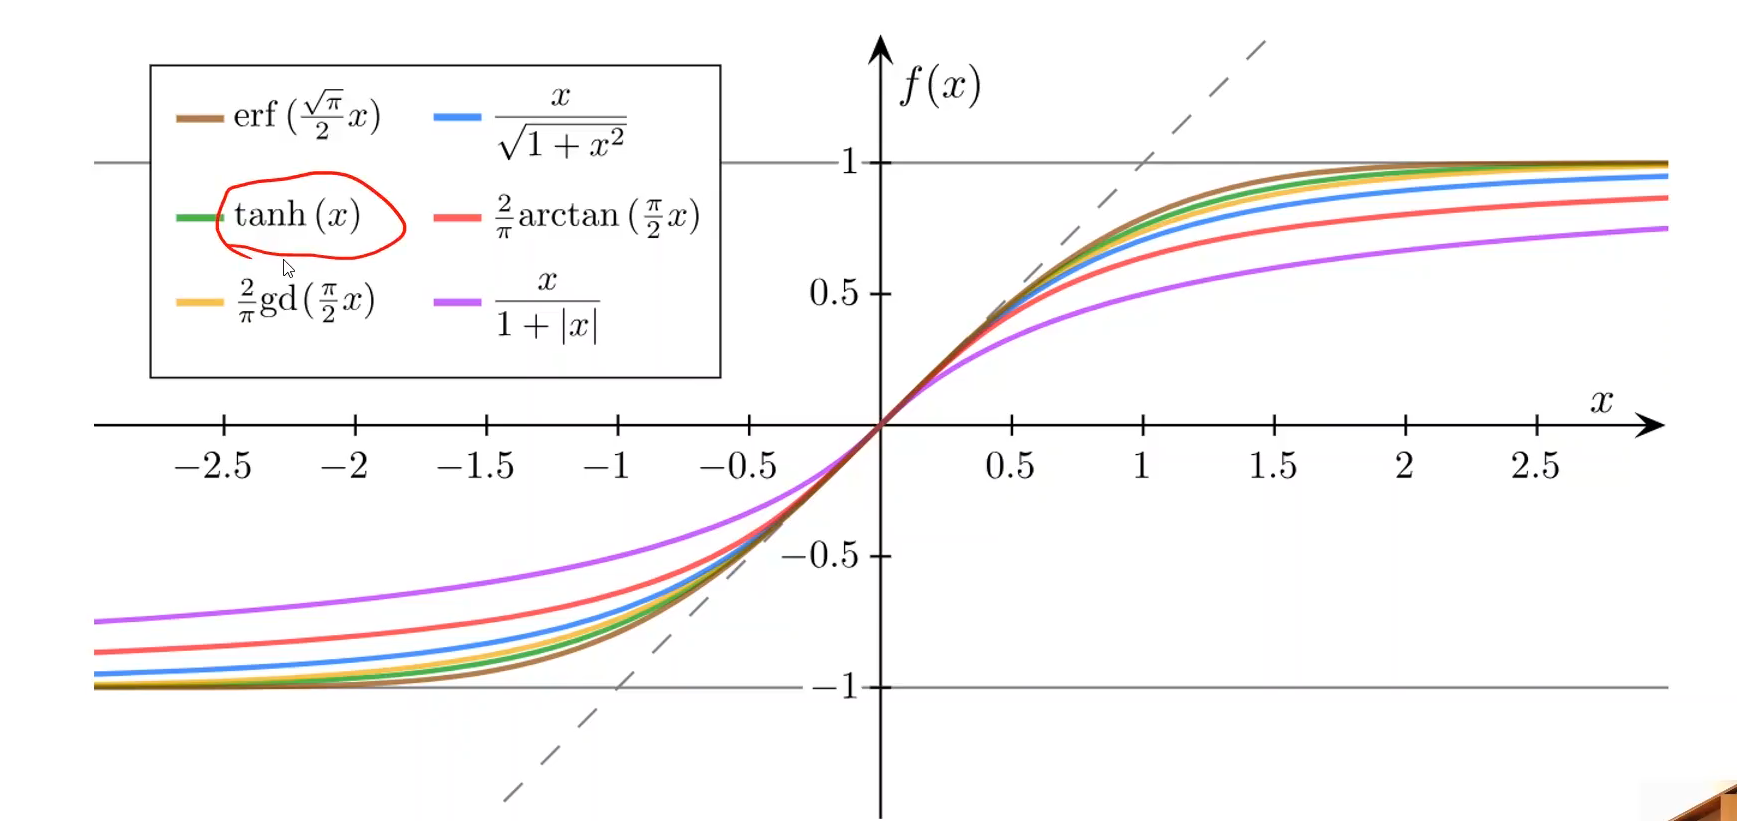 f(x)
erf (√π/2 x)
x/√(1 + x²)
tanh (x)
2/π arctan (π/2 x)
2/π gd(π/2 x)
x/(1 + |x|)
1
0.5
x
−2.5 −2 −1.5 −1 −0.5 0.5 1 1.5 2 2.5
−0.5
−1